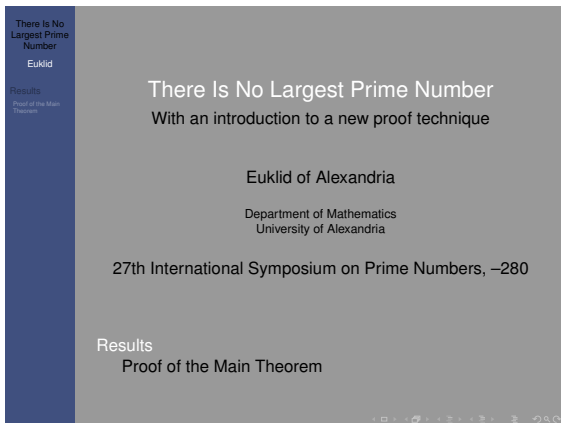 There Is No
Largest Prime
Number
Euklid
Results
Proof of the Main
Theorem
There Is No Largest Prime Number
With an introduction to a new proof technique
Euklid of Alexandria
Department of Mathematics
University of Alexandria
27th International Symposium on Prime Numbers, –280
Results
Proof of the Main Theorem